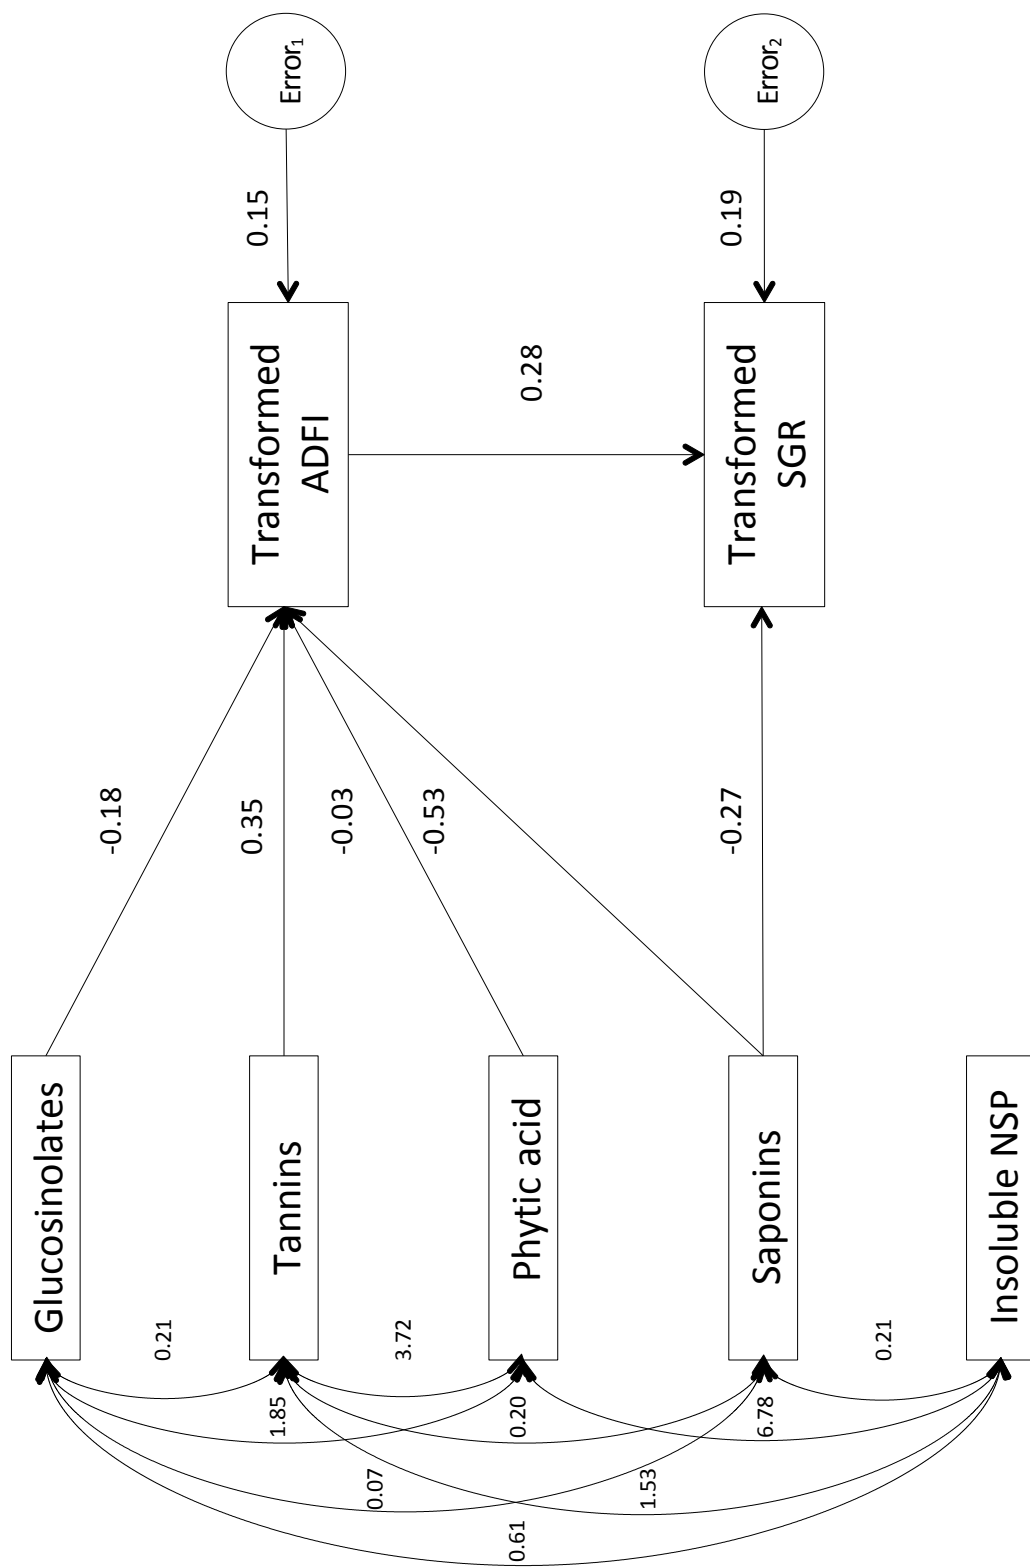 Glucosinolates
-0.18
0.21
Tannins
0.35
Transformed
ADFI
0.15
Error₁
1.85
-0.03
0.07
3.72
-0.53
Phytic acid
0.61
0.20
0.28
1.53
-0.27
Saponins
Transformed
SGR
0.19
Error₂
6.78
0.21
Insoluble NSP